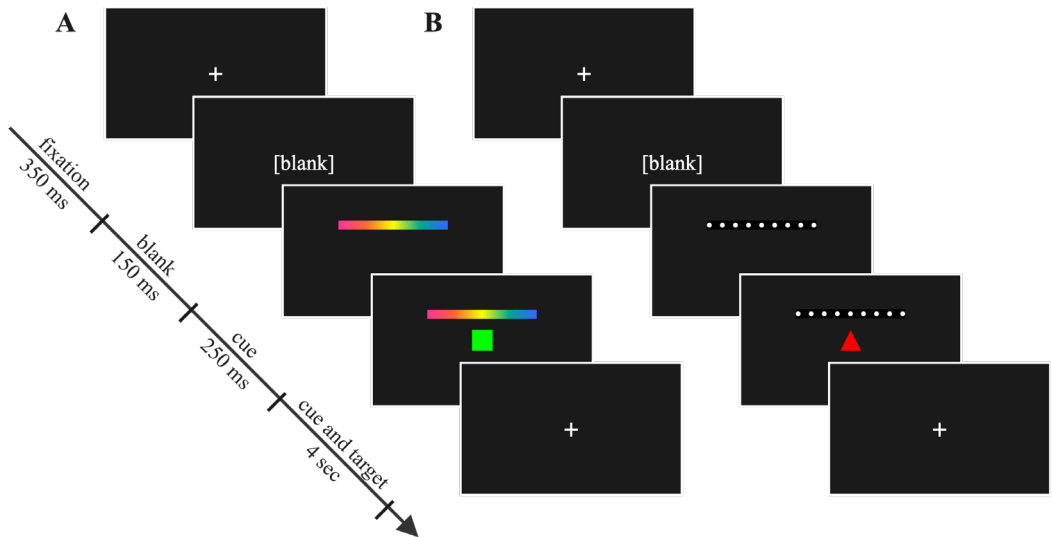 A
B
[blank]
[blank]
fixation
350 ms
blank
150 ms
cue
250 ms
cue and target
4 sec